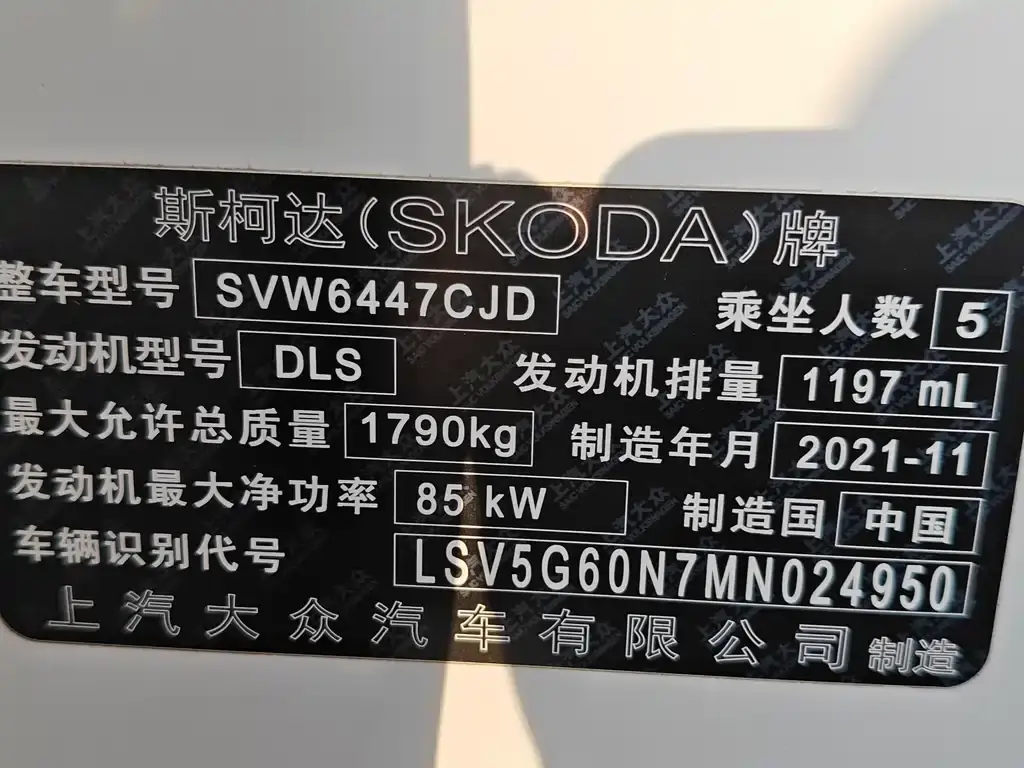 斯柯达(SKODA)牌
整车型号 SVW6447CJD 乘坐人数 5
发动机型号 DLS 发动机排量 1197 mL
最大允许总质量 1790kg 制造年月 2021-11
发动机最大净功率 85 kW 制造国 中国
车辆识别代号 LSV5G60N7MN024950
上汽大众汽车有限公司 制造